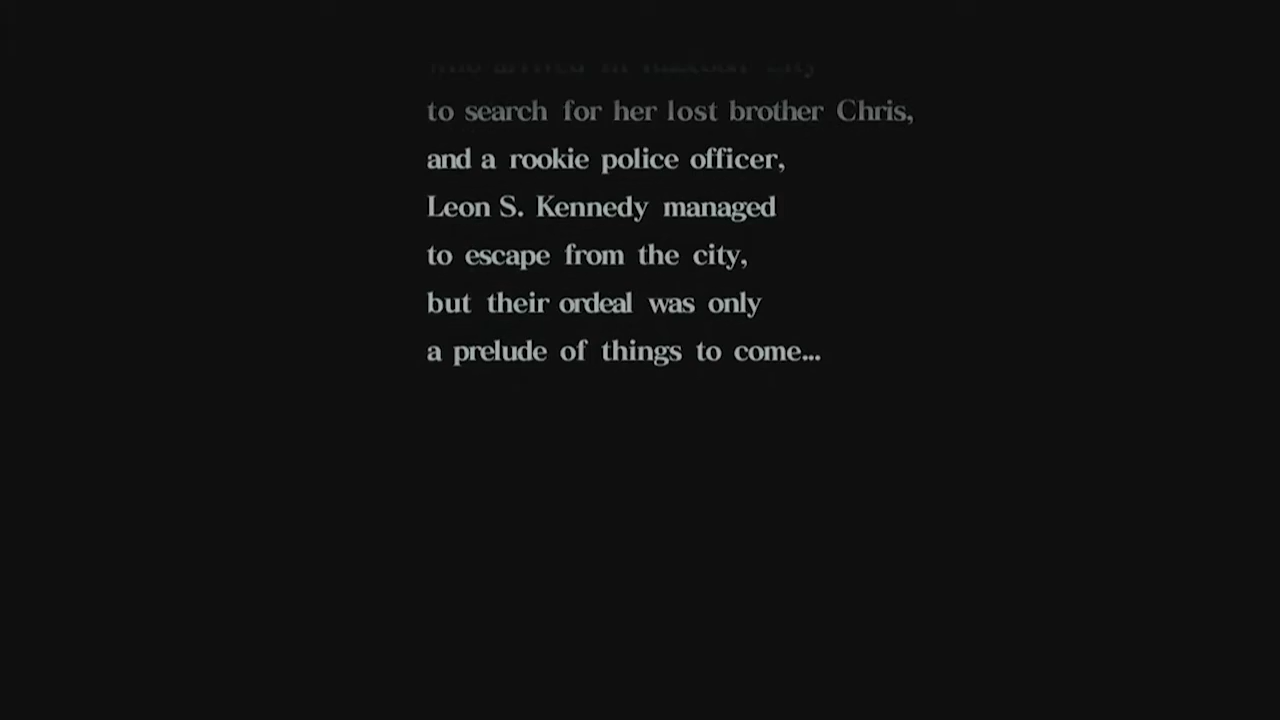 to search for her lost brother Chris,
and a rookie police officer,
Leon S. Kennedy managed
to escape from the city,
but their ordeal was only
a prelude of things to come...